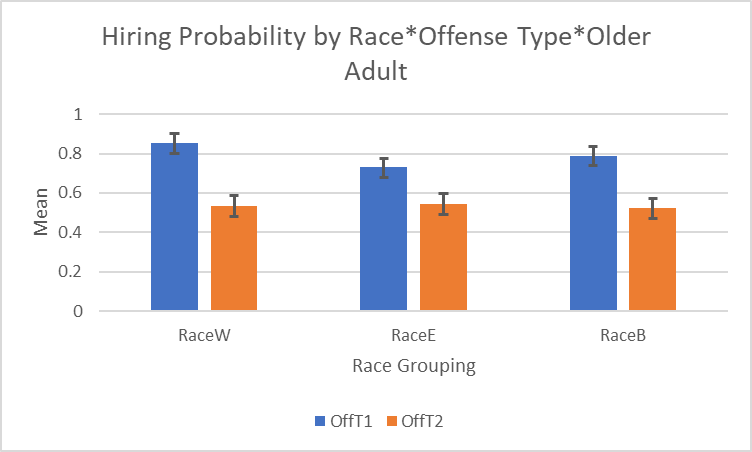 Hiring Probability by Race*Offense Type*Older
Adult
Mean
1
0.8
0.6
0.4
0.2
0
RaceW RaceE RaceB
Race Grouping
OffT1 OffT2